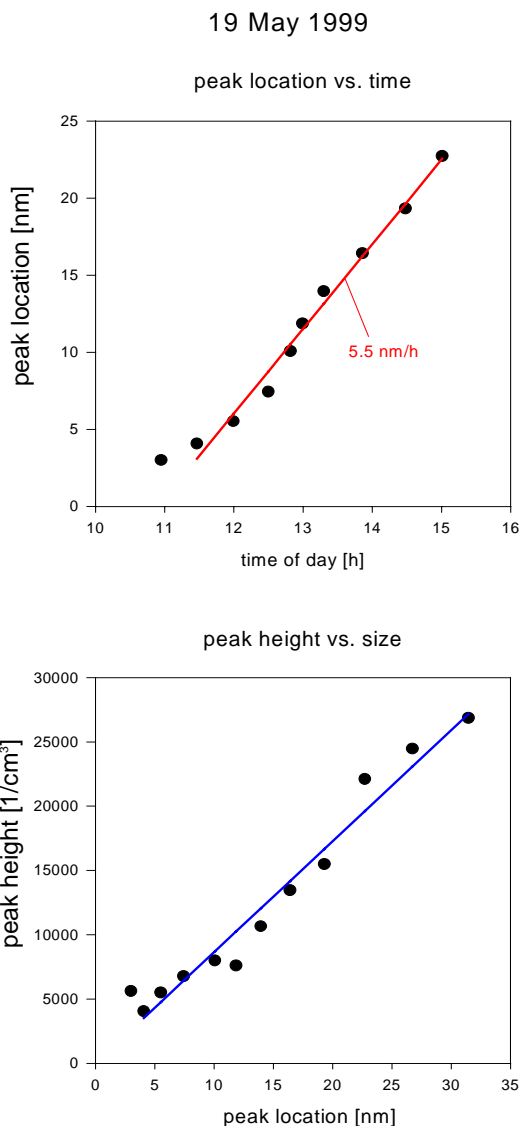 19 May 1999
peak location vs. time
25
20
15
10
5
0
peak location [nm]
5.5 nm/h
10 11 12 13 14 15 16
time of day [h]
peak height vs. size
30000
25000
20000
15000
10000
5000
0
peak height [1/cm³]
0 5 10 15 20 25 30 35
peak location [nm]